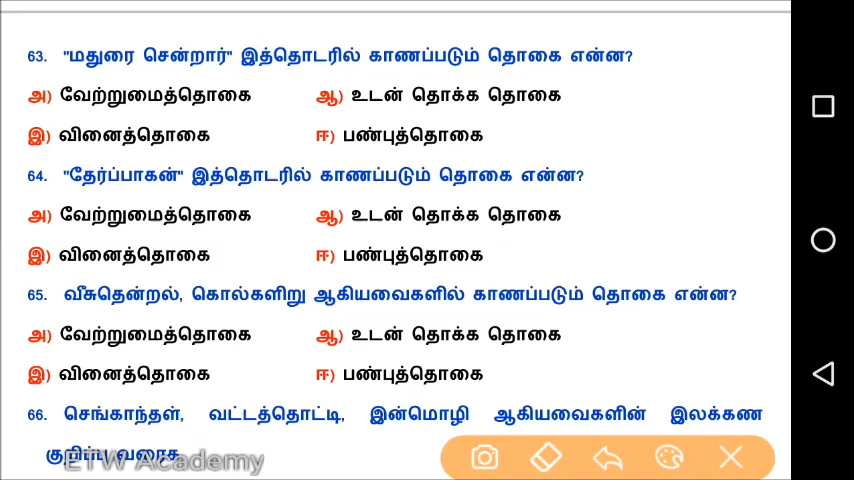 63. "மதுரை சென்றார்" இத்தொடரில் காணப்படும் தொகை என்ன?
அ) வேற்றுமைத்தொகை ஆ) உடன் தொக்க தொகை
இ) வினைத்தொகை ஈ) பண்புத்தொகை
64. "தேர்ப்பாகன்" இத்தொடரில் காணப்படும் தொகை என்ன?
அ) வேற்றுமைத்தொகை ஆ) உடன் தொக்க தொகை
இ) வினைத்தொகை ஈ) பண்புத்தொகை
65. வீசுதென்றல், கொல்களிறு ஆகியவைகளில் காணப்படும் தொகை என்ன?
அ) வேற்றுமைத்தொகை ஆ) உடன் தொக்க தொகை
இ) வினைத்தொகை ஈ) பண்புத்தொகை
66. செங்காந்தள், வட்டத்தொட்டி, இன்மொழி ஆகியவைகளின் இலக்கண
ETW Academy